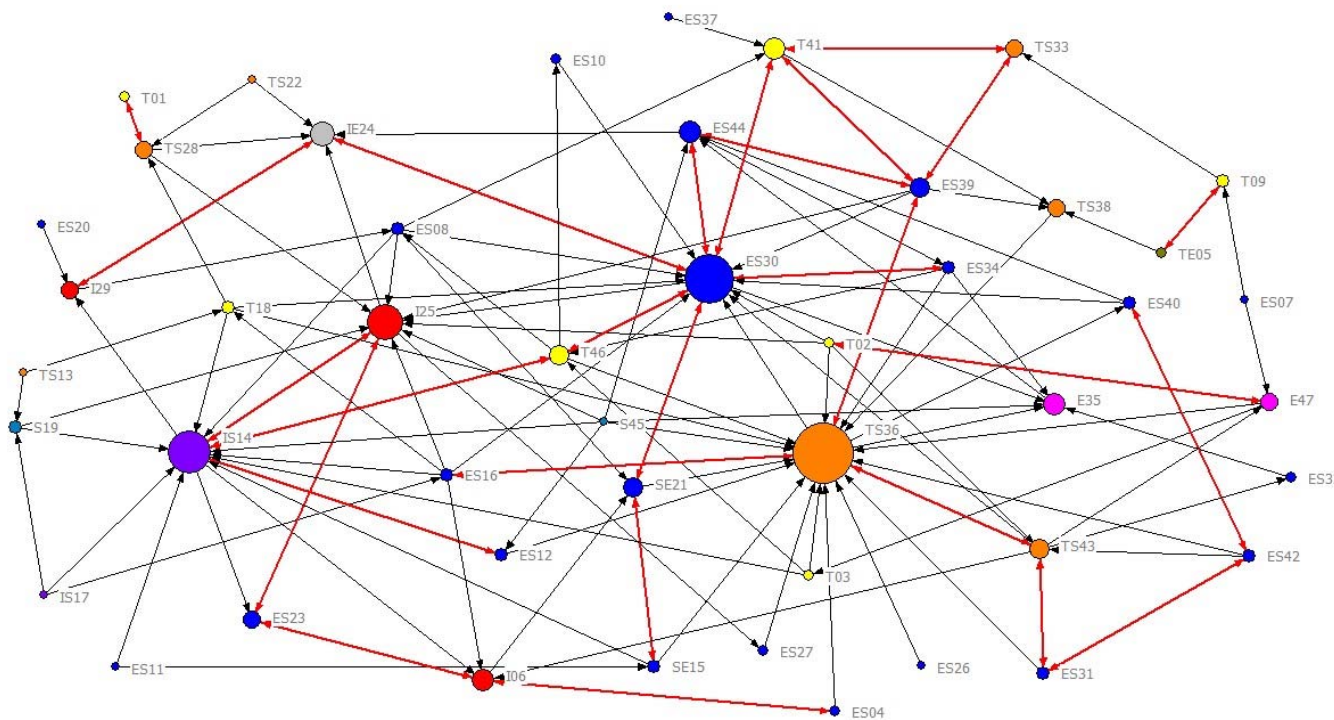 ES37
T41
TS33
ES10
TS22
T01
IE24
ES44
TS28
T09
ES39
TS38
ES20
ES08
TE05
ES30
ES34
I29
T18
I25
ES40
ES07
T46
T02
TS13
E35
E47
S19
S45
IS14
TS36
ES16
SE21
ES3
TS43
ES12
ES42
T03
IS17
ES23
ES27
ES11
I06
SE15
ES26
ES31
ES04